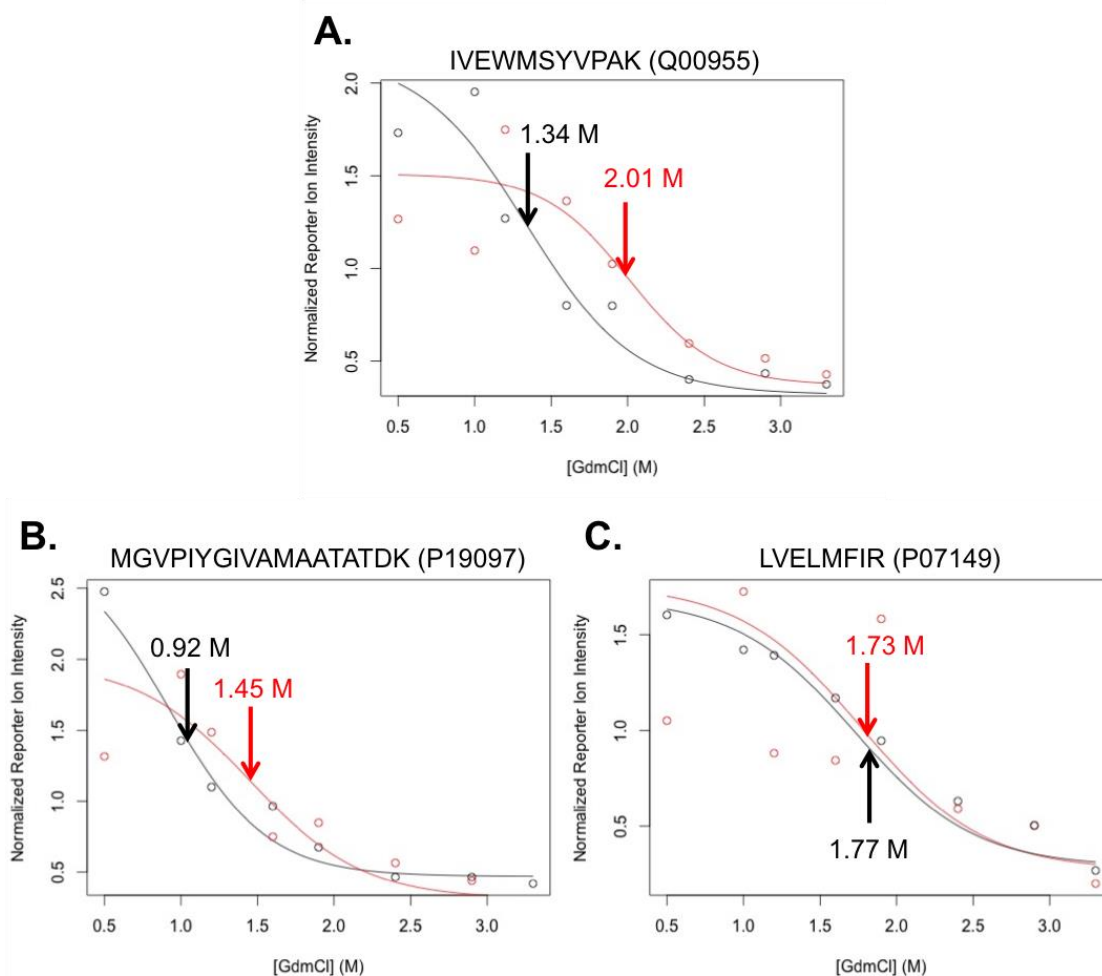 A.
IVEWMSYVPAK (Q00955)
Normalized Reporter Ion Intensity
2.0
1.5
1.0
0.5
1.34 M
2.01 M
0.5 1.0 1.5 2.0 2.5 3.0
[GdmCl] (M)
B.
MGVPIYGIVAMAATATDK (P19097)
Normalized Reporter Ion Intensity
2.5
2.0
1.5
1.0
0.5
0.92 M
1.45 M
0.5 1.0 1.5 2.0 2.5 3.0
[GdmCl] (M)
C.
LVELMFIR (P07149)
Normalized Reporter Ion Intensity
1.5
1.0
0.5
1.73 M
1.77 M
0.5 1.0 1.5 2.0 2.5 3.0
[GdmCl] (M)